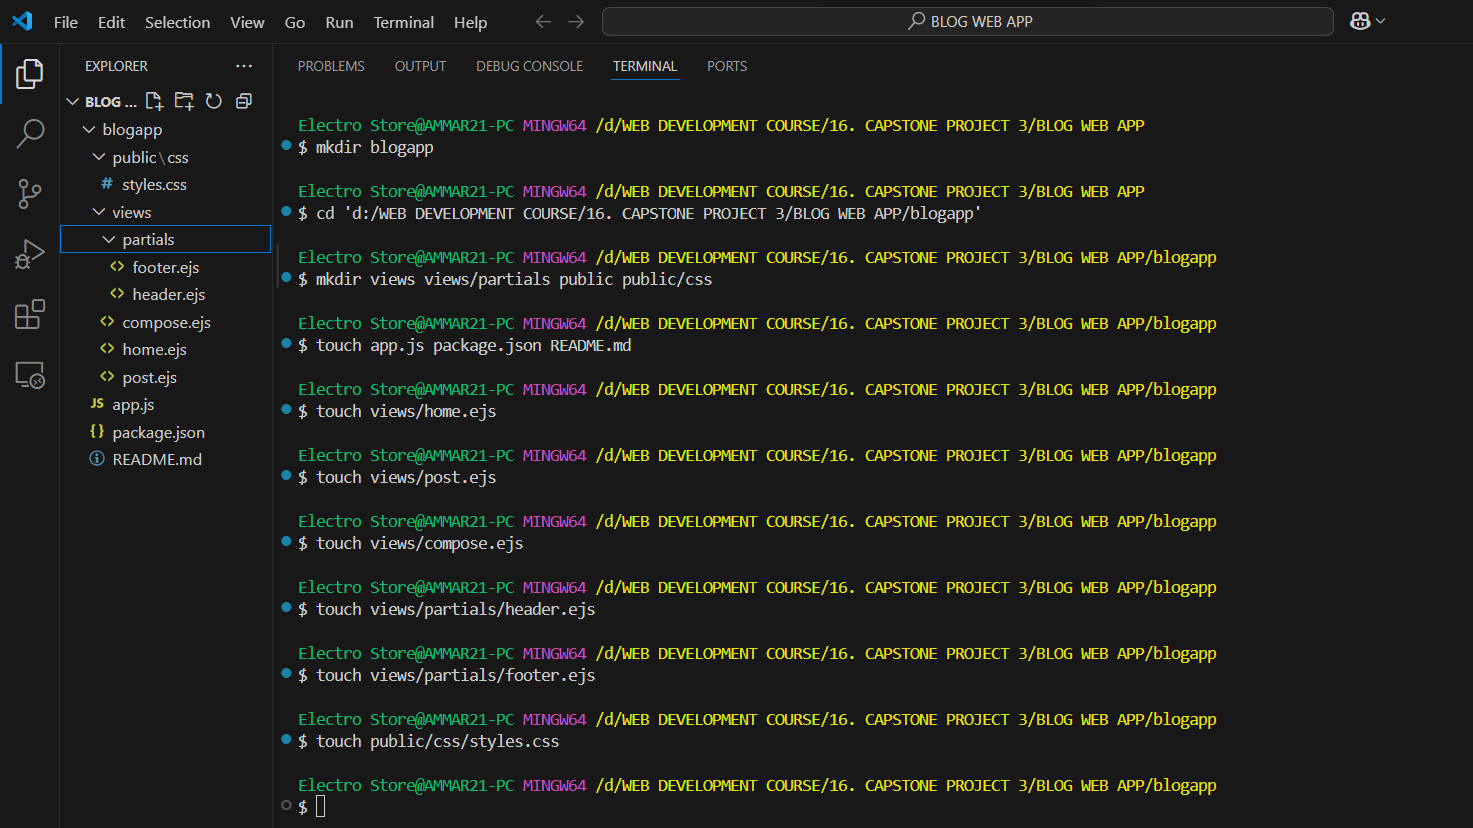 File Edit Selection View Go Run Terminal Help BLOG WEB APP
EXPLORER ...
BLOG ...
blogapp
public\css
# styles.css
views
partials
<> footer.ejs
<> header.ejs
<> compose.ejs
<> home.ejs
<> post.ejs
JS app.js
{} package.json
README.md
PROBLEMS OUTPUT DEBUG CONSOLE TERMINAL PORTS
Electro Store@AMMAR21-PC MINGW64 /d/WEB DEVELOPMENT COURSE/16. CAPSTONE PROJECT 3/BLOG WEB APP
$ mkdir blogapp
Electro Store@AMMAR21-PC MINGW64 /d/WEB DEVELOPMENT COURSE/16. CAPSTONE PROJECT 3/BLOG WEB APP
$ cd 'd:/WEB DEVELOPMENT COURSE/16. CAPSTONE PROJECT 3/BLOG WEB APP/blogapp'
Electro Store@AMMAR21-PC MINGW64 /d/WEB DEVELOPMENT COURSE/16. CAPSTONE PROJECT 3/BLOG WEB APP/blogapp
$ mkdir views views/partials public public/css
Electro Store@AMMAR21-PC MINGW64 /d/WEB DEVELOPMENT COURSE/16. CAPSTONE PROJECT 3/BLOG WEB APP/blogapp
$ touch app.js package.json README.md
Electro Store@AMMAR21-PC MINGW64 /d/WEB DEVELOPMENT COURSE/16. CAPSTONE PROJECT 3/BLOG WEB APP/blogapp
$ touch views/home.ejs
Electro Store@AMMAR21-PC MINGW64 /d/WEB DEVELOPMENT COURSE/16. CAPSTONE PROJECT 3/BLOG WEB APP/blogapp
$ touch views/post.ejs
Electro Store@AMMAR21-PC MINGW64 /d/WEB DEVELOPMENT COURSE/16. CAPSTONE PROJECT 3/BLOG WEB APP/blogapp
$ touch views/compose.ejs
Electro Store@AMMAR21-PC MINGW64 /d/WEB DEVELOPMENT COURSE/16. CAPSTONE PROJECT 3/BLOG WEB APP/blogapp
$ touch views/partials/header.ejs
Electro Store@AMMAR21-PC MINGW64 /d/WEB DEVELOPMENT COURSE/16. CAPSTONE PROJECT 3/BLOG WEB APP/blogapp
$ touch views/partials/footer.ejs
Electro Store@AMMAR21-PC MINGW64 /d/WEB DEVELOPMENT COURSE/16. CAPSTONE PROJECT 3/BLOG WEB APP/blogapp
$ touch public/css/styles.css
Electro Store@AMMAR21-PC MINGW64 /d/WEB DEVELOPMENT COURSE/16. CAPSTONE PROJECT 3/BLOG WEB APP/blogapp
$